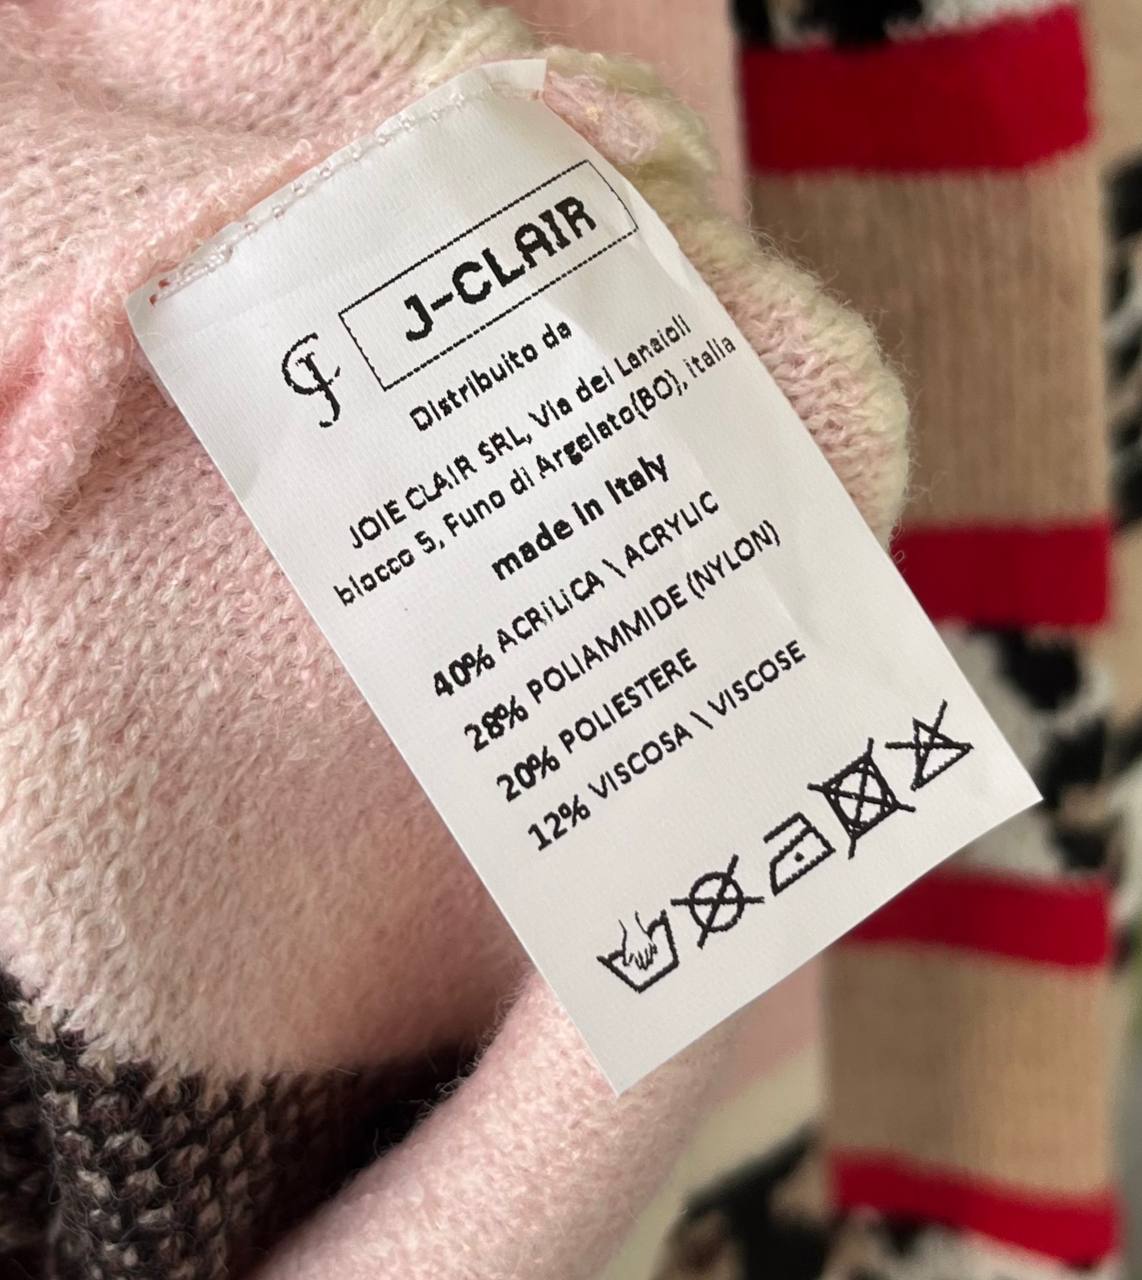 J-CLAIR
Distribuito da
JOIE CLAIR SRL, Via dei Lanaioli
blocco 5, Funo di Argelato(BO), italia
made in Italy
40% ACRiLiCA \ ACRYLIC
28% POLIAMMIDE (NYLON)
20% POLIESTERE
12% VISCOSA \ VISCOSE